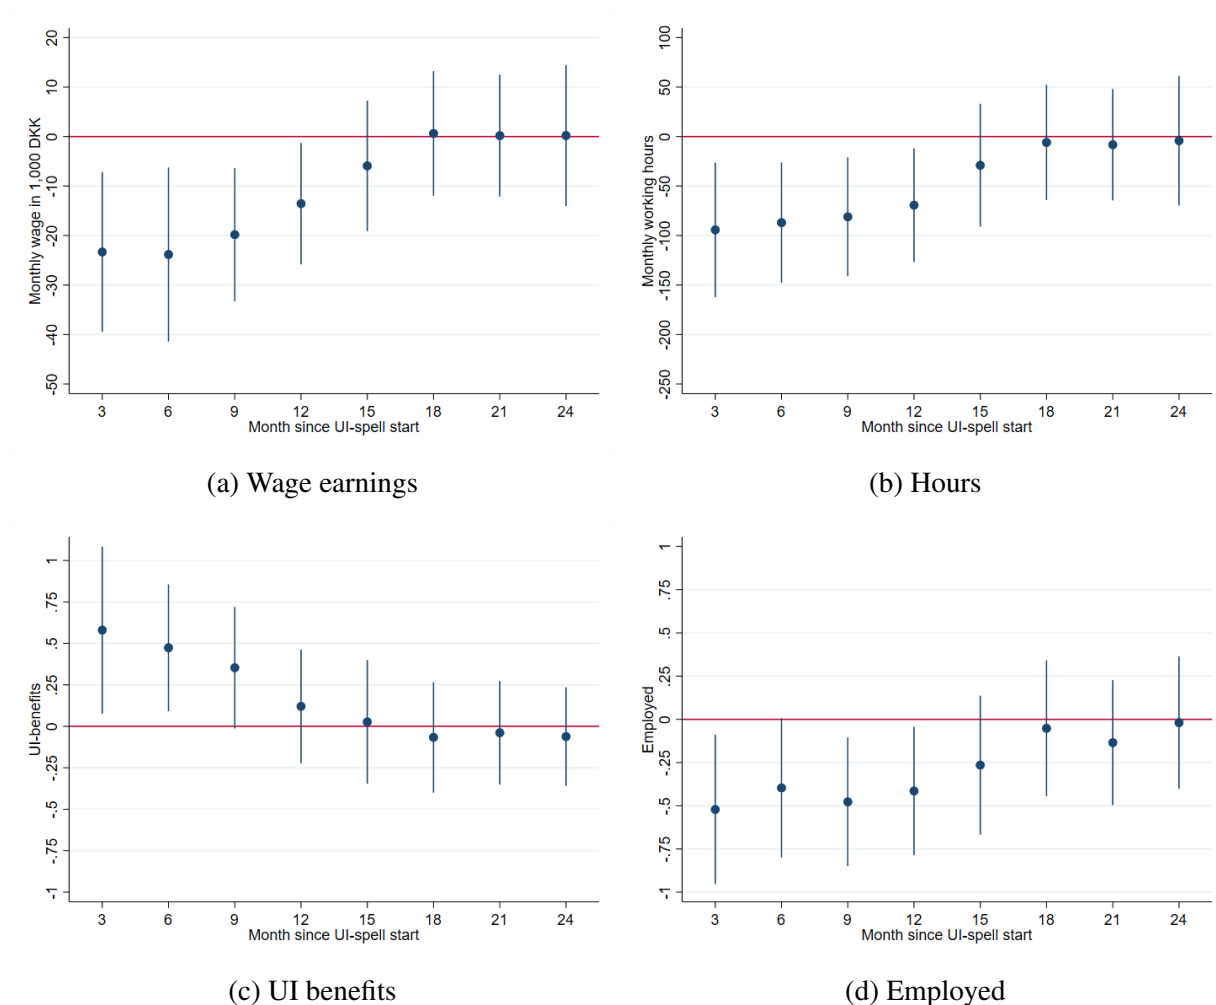 Monthly wage in 1,000 DKK
20
10
0
-10
-20
-30
-40
-50
3 6 9 12 15 18 21 24
Month since UI-spell start
(a) Wage earnings
Monthly working hours
100
50
0
-50
-100
-150
-200
-250
3 6 9 12 15 18 21 24
Month since UI-spell start
(b) Hours
UI-benefits
1
.75
.5
.25
0
-.25
-.5
-.75
-1
3 6 9 12 15 18 21 24
Month since UI-spell start
(c) UI benefits
Employed
1
.75
.5
.25
0
-.25
-.5
-.75
-1
3 6 9 12 15 18 21 24
Month since UI-spell start
(d) Employed